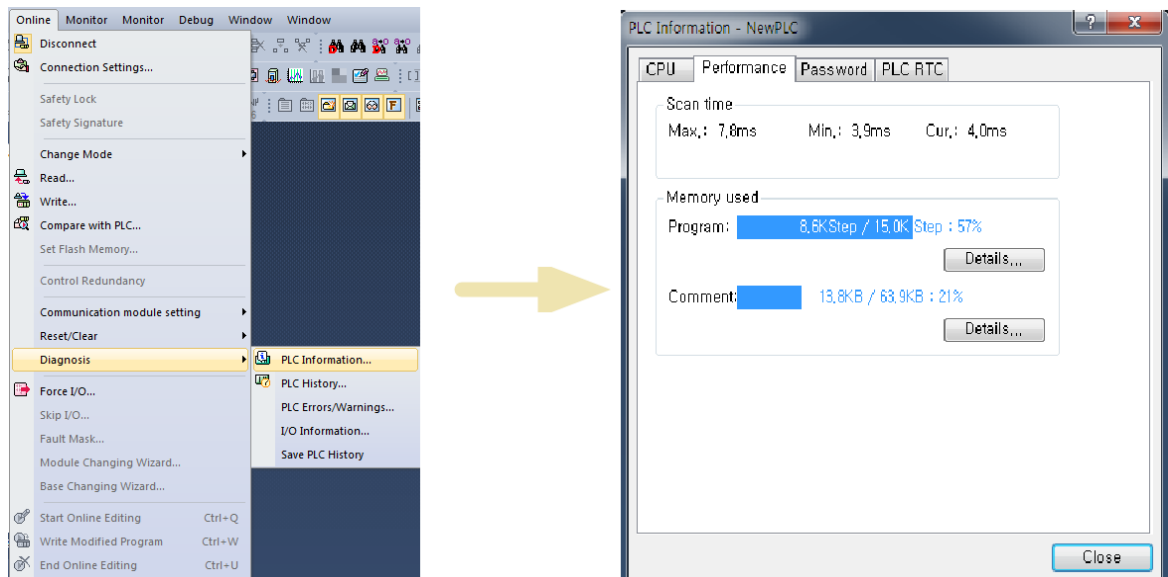 Online Monitor Monitor Debug Window Window
Disconnect
Connection Settings...
Safety Lock
Safety Signature
Change Mode
Read...
Write...
Compare with PLC...
Set Flash Memory...
Control Redundancy
Communication module setting
Reset/Clear
Diagnosis
Force I/O...
Skip I/O...
Fault Mask...
Module Changing Wizard...
Base Changing Wizard...
Start Online Editing Ctrl+Q
Write Modified Program Ctrl+W
End Online Editing Ctrl+U
PLC Information...
PLC History...
PLC Errors/Warnings...
I/O Information...
Save PLC History
PLC Information - NewPLC
CPU Performance Password PLC RTC
Scan time
Max.: 7.8ms Min.: 3.9ms Cur.: 4.0ms
Memory used
Program: 8.6KStep / 15.0K Step : 57%
Details...
Comment: 13.8KB / 63.9KB : 21%
Details...
Close